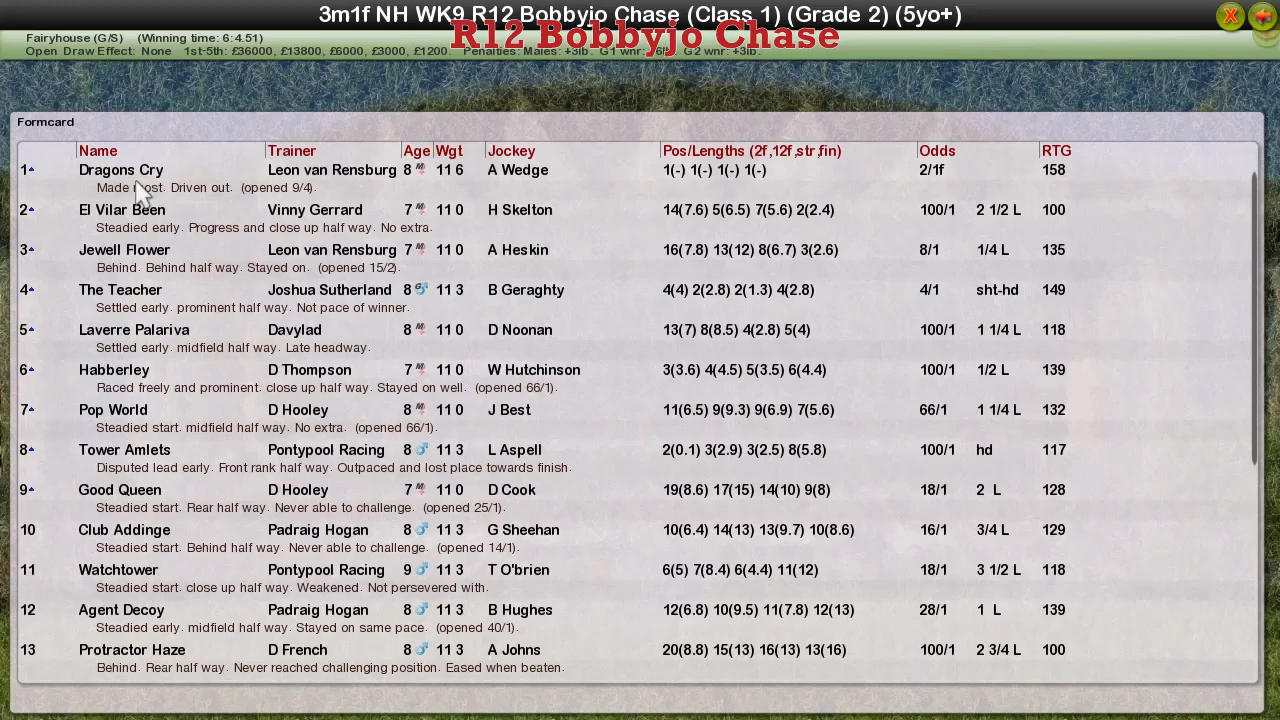 3m1f NH WK9 R12 Bobbyjo Chase (Class 1) (Grade 2) (5yo+)
R12 Bobbyjo Chase
Fairyhouse (G/S) (Winning time: 6:4.51)
Open Draw Effect: None 1st-5th: £36000, £13800, £6000, £3000, £1200. Penalties: Males: +3lb. G1 wnr: +6lb. G2 wnr: +3lb.
Formcard
Name Trainer Age Wgt Jockey Pos/Lengths (2f,12f,str,fin) Odds RTG
1 Dragons Cry Leon van Rensburg 8 11 6 A Wedge 1(-) 1(-) 1(-) 1(-) 2/1f 158
Made most. Driven out. (opened 9/4).
2 El Vilar Been Vinny Gerrard 7 11 0 H Skelton 14(7.6) 5(6.5) 7(5.6) 2(2.4) 100/1 2 1/2 L 100
Steadied early. Progress and close up half way. No extra.
3 Jewell Flower Leon van Rensburg 7 11 0 A Heskin 16(7.8) 13(12) 8(6.7) 3(2.6) 8/1 1/4 L 135
Behind. Behind half way. Stayed on. (opened 15/2).
4 The Teacher Joshua Sutherland 8 11 3 B Geraghty 4(4) 2(2.8) 2(1.3) 4(2.8) 4/1 sht-hd 149
Settled early. prominent half way. Not pace of winner.
5 Laverre Palariva Davylad 8 11 0 D Noonan 13(7) 8(8.5) 4(2.8) 5(4) 100/1 1 1/4 L 118
Settled early. midfield half way. Late headway.
6 Habberley D Thompson 7 11 0 W Hutchinson 3(3.6) 4(4.5) 5(3.5) 6(4.4) 100/1 1/2 L 139
Raced freely and prominent. close up half way. Stayed on well. (opened 66/1).
7 Pop World D Hooley 8 11 0 J Best 11(6.5) 9(9.3) 9(6.9) 7(5.6) 66/1 1 1/4 L 132
Steadied start. midfield half way. No extra. (opened 66/1).
8 Tower Amlets Pontypool Racing 8 11 3 L Aspell 2(0.1) 3(2.9) 3(2.5) 8(5.8) 100/1 hd 117
Disputed lead early. Front rank half way. Outpaced and lost place towards finish.
9 Good Queen D Hooley 7 11 0 D Cook 19(8.6) 17(15) 14(10) 9(8) 18/1 2 L 128
Steadied start. Rear half way. Never able to challenge. (opened 25/1).
10 Club Addinge Padraig Hogan 8 11 3 G Sheehan 10(6.4) 14(13) 13(9.7) 10(8.6) 16/1 3/4 L 129
Steadied start. Behind half way. Never able to challenge. (opened 14/1).
11 Watchtower Pontypool Racing 9 11 3 T O'brien 6(5) 7(8.4) 6(4.4) 11(12) 18/1 3 1/2 L 118
Steadied start. close up half way. Weakened. Not persevered with.
12 Agent Decoy Padraig Hogan 8 11 3 B Hughes 12(6.8) 10(9.5) 11(7.8) 12(13) 28/1 1 L 139
Steadied early. midfield half way. Stayed on same pace. (opened 40/1).
13 Protractor Haze D French 8 11 3 A Johns 20(8.8) 15(13) 16(13) 13(16) 100/1 2 3/4 L 100
Behind. Rear half way. Never reached challenging position. Eased when beaten.